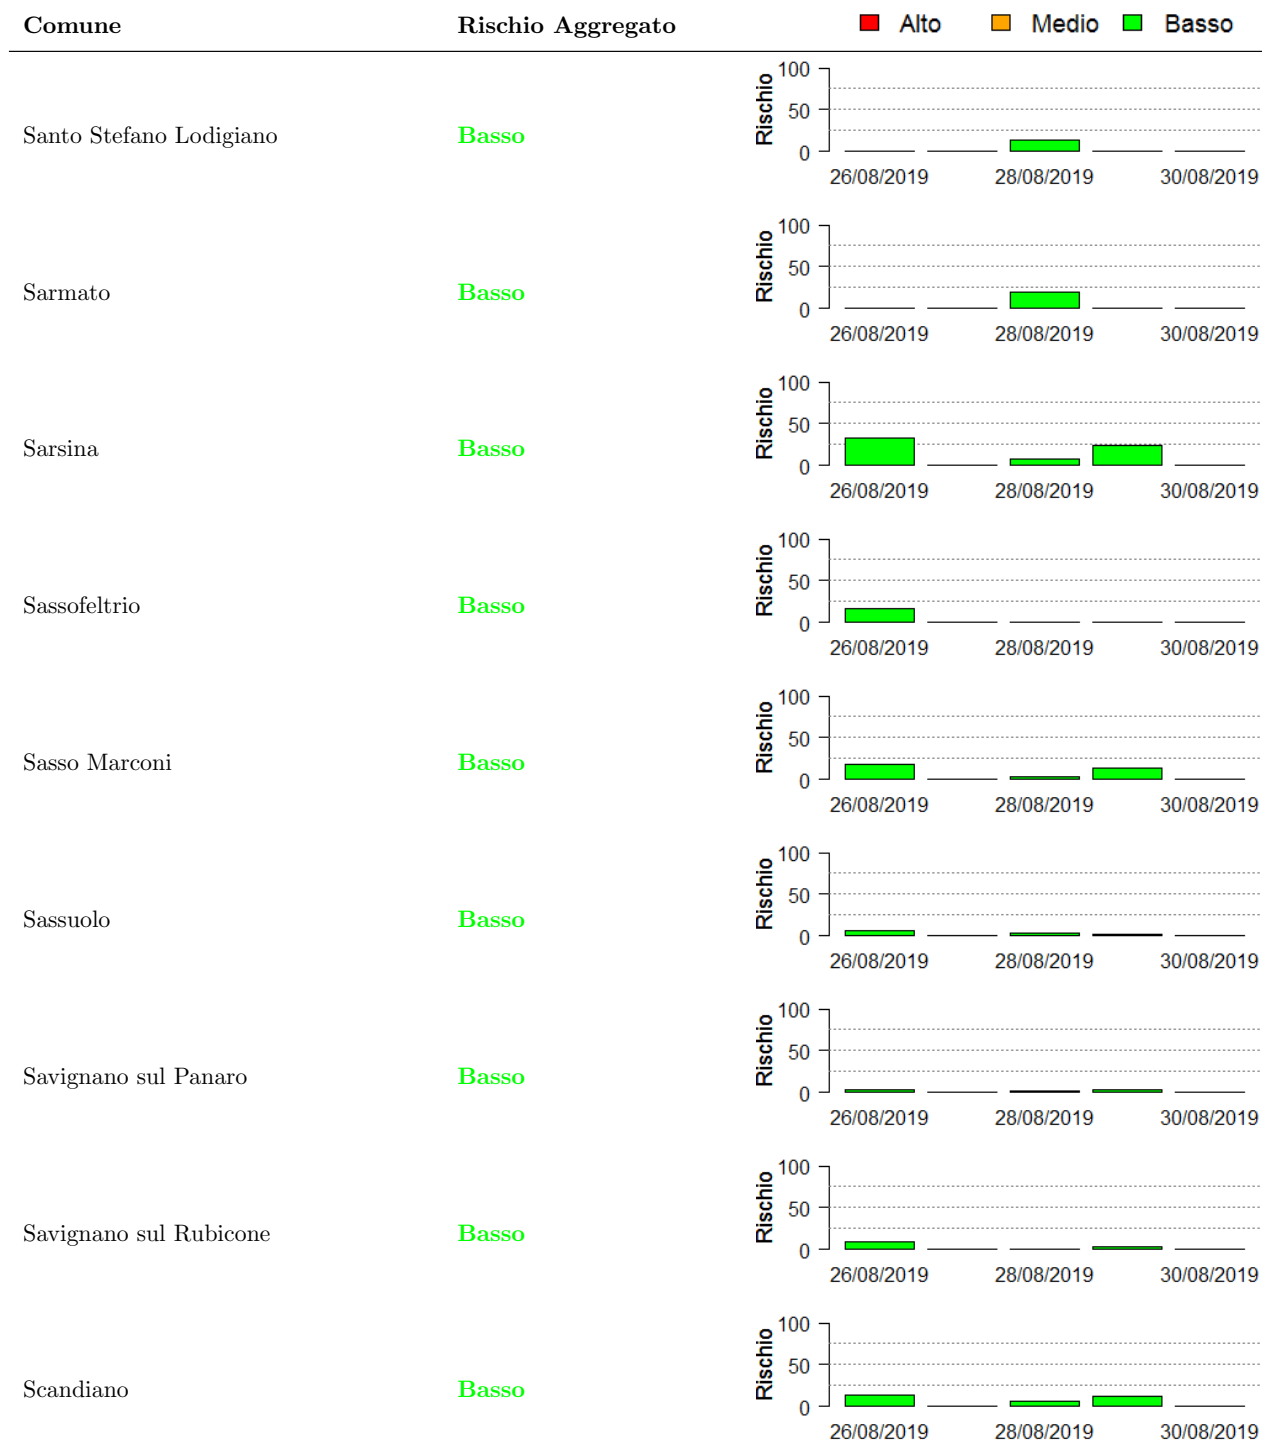 Comune Rischio Aggregato Alto Medio Basso
Santo Stefano Lodigiano Basso Rischio 100 50 0
26/08/2019 28/08/2019 30/08/2019
Sarmato Basso Rischio 100 50 0
26/08/2019 28/08/2019 30/08/2019
Sarsina Basso Rischio 100 50 0
26/08/2019 28/08/2019 30/08/2019
Sassofeltrio Basso Rischio 100 50 0
26/08/2019 28/08/2019 30/08/2019
Sasso Marconi Basso Rischio 100 50 0
26/08/2019 28/08/2019 30/08/2019
Sassuolo Basso Rischio 100 50 0
26/08/2019 28/08/2019 30/08/2019
Savignano sul Panaro Basso Rischio 100 50 0
26/08/2019 28/08/2019 30/08/2019
Savignano sul Rubicone Basso Rischio 100 50 0
26/08/2019 28/08/2019 30/08/2019
Scandiano Basso Rischio 100 50 0
26/08/2019 28/08/2019 30/08/2019